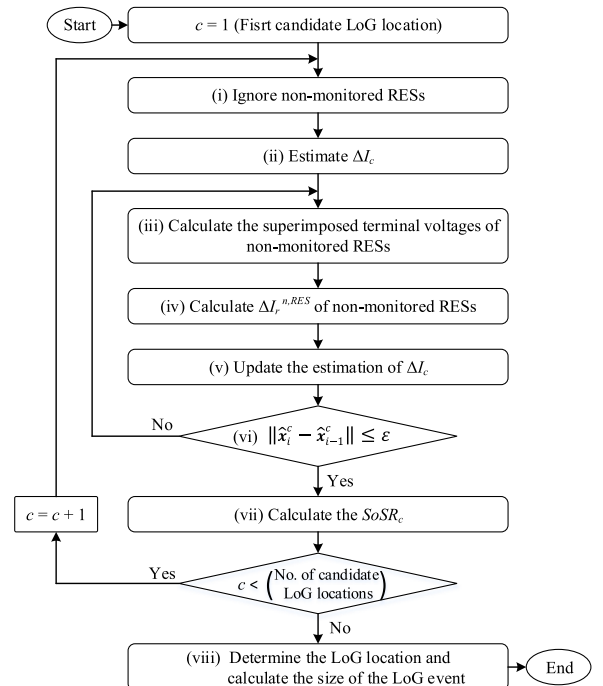 Start
c = 1 (Fisrt candidate LoG location)
(i) Ignore non-monitored RESs
(ii) Estimate ΔI_c
(iii) Calculate the superimposed terminal voltages of
non-monitored RESs
(iv) Calculate ΔI_r^{n,RES} of non-monitored RESs
(v) Update the estimation of ΔI_c
No
(vi) ‖x̂_i^c − x̂_{i−1}^c‖ ≤ ε
Yes
c = c + 1
(vii) Calculate the SoSR_c
Yes
c < (No. of candidate
LoG locations)
No
(viii) Determine the LoG location and
calculate the size of the LoG event
End